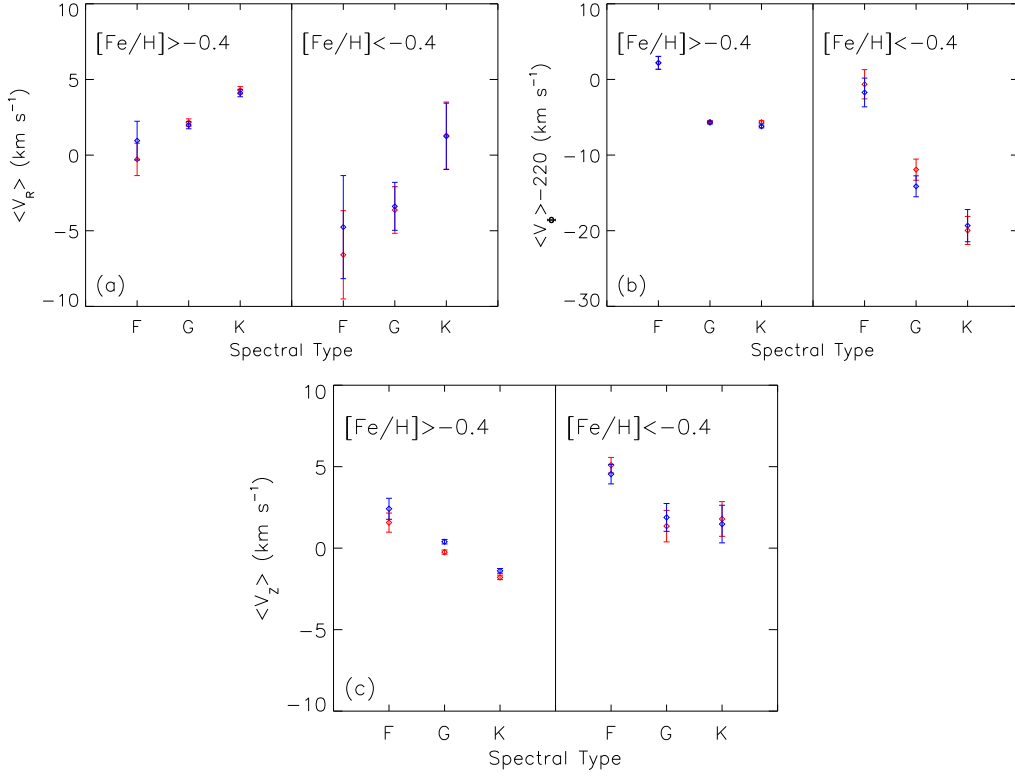 [Fe/H]>−0.4 [Fe/H]<−0.4
10
5
0
−5
−10
<V_R> (km s⁻¹)
(a)
F G K F G K
Spectral Type
[Fe/H]>−0.4 [Fe/H]<−0.4
10
0
−10
−20
−30
<V_Φ>−220 (km s⁻¹)
(b)
F G K F G K
Spectral Type
[Fe/H]>−0.4 [Fe/H]<−0.4
10
5
0
−5
−10
<V_Z> (km s⁻¹)
(c)
F G K F G K
Spectral Type